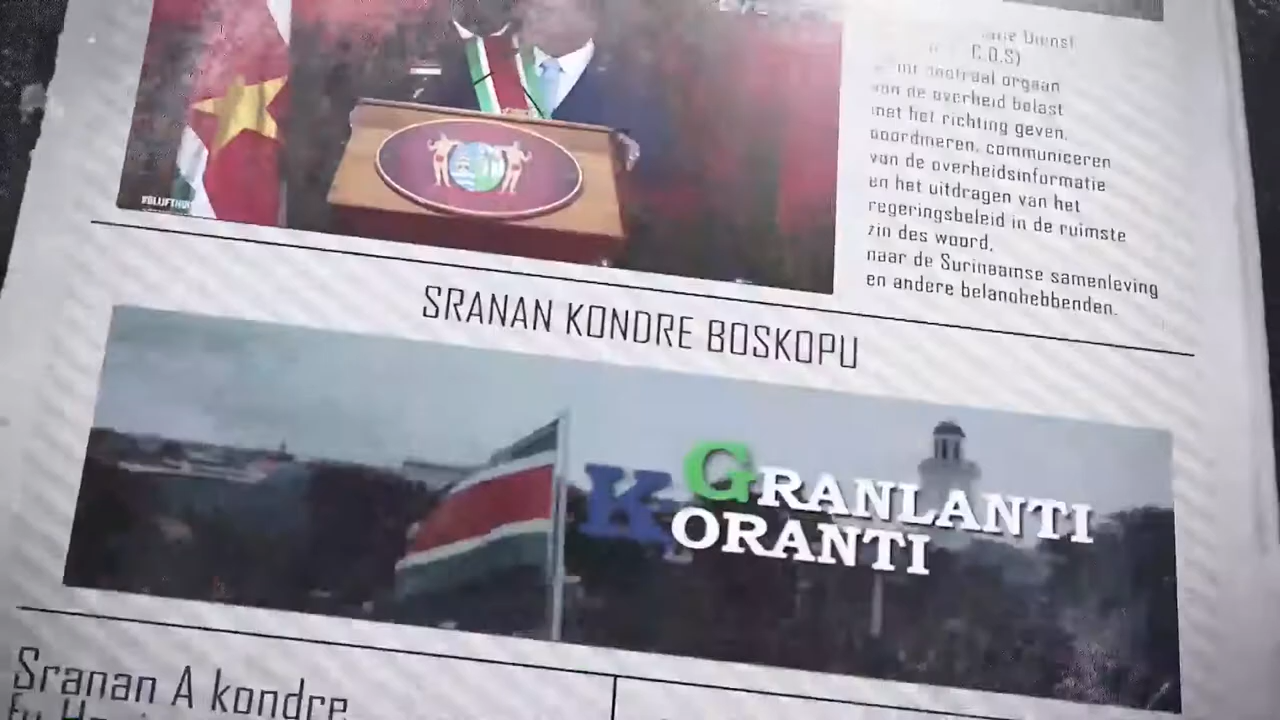 Dienst
C.O.S)
orgaan
van de overheid belast
met het richting geven,
coordineren, communiceren
van de overheidsinformatie
en het uitdragen van het
regeringsbeleid in de ruimste
zin des woord,
naar de Surinaamse samenleving
en andere belanghebbenden.
SRANAN KONDRE BOSKOPU
GRANLANTI
KORANTI
Sranan A kondre